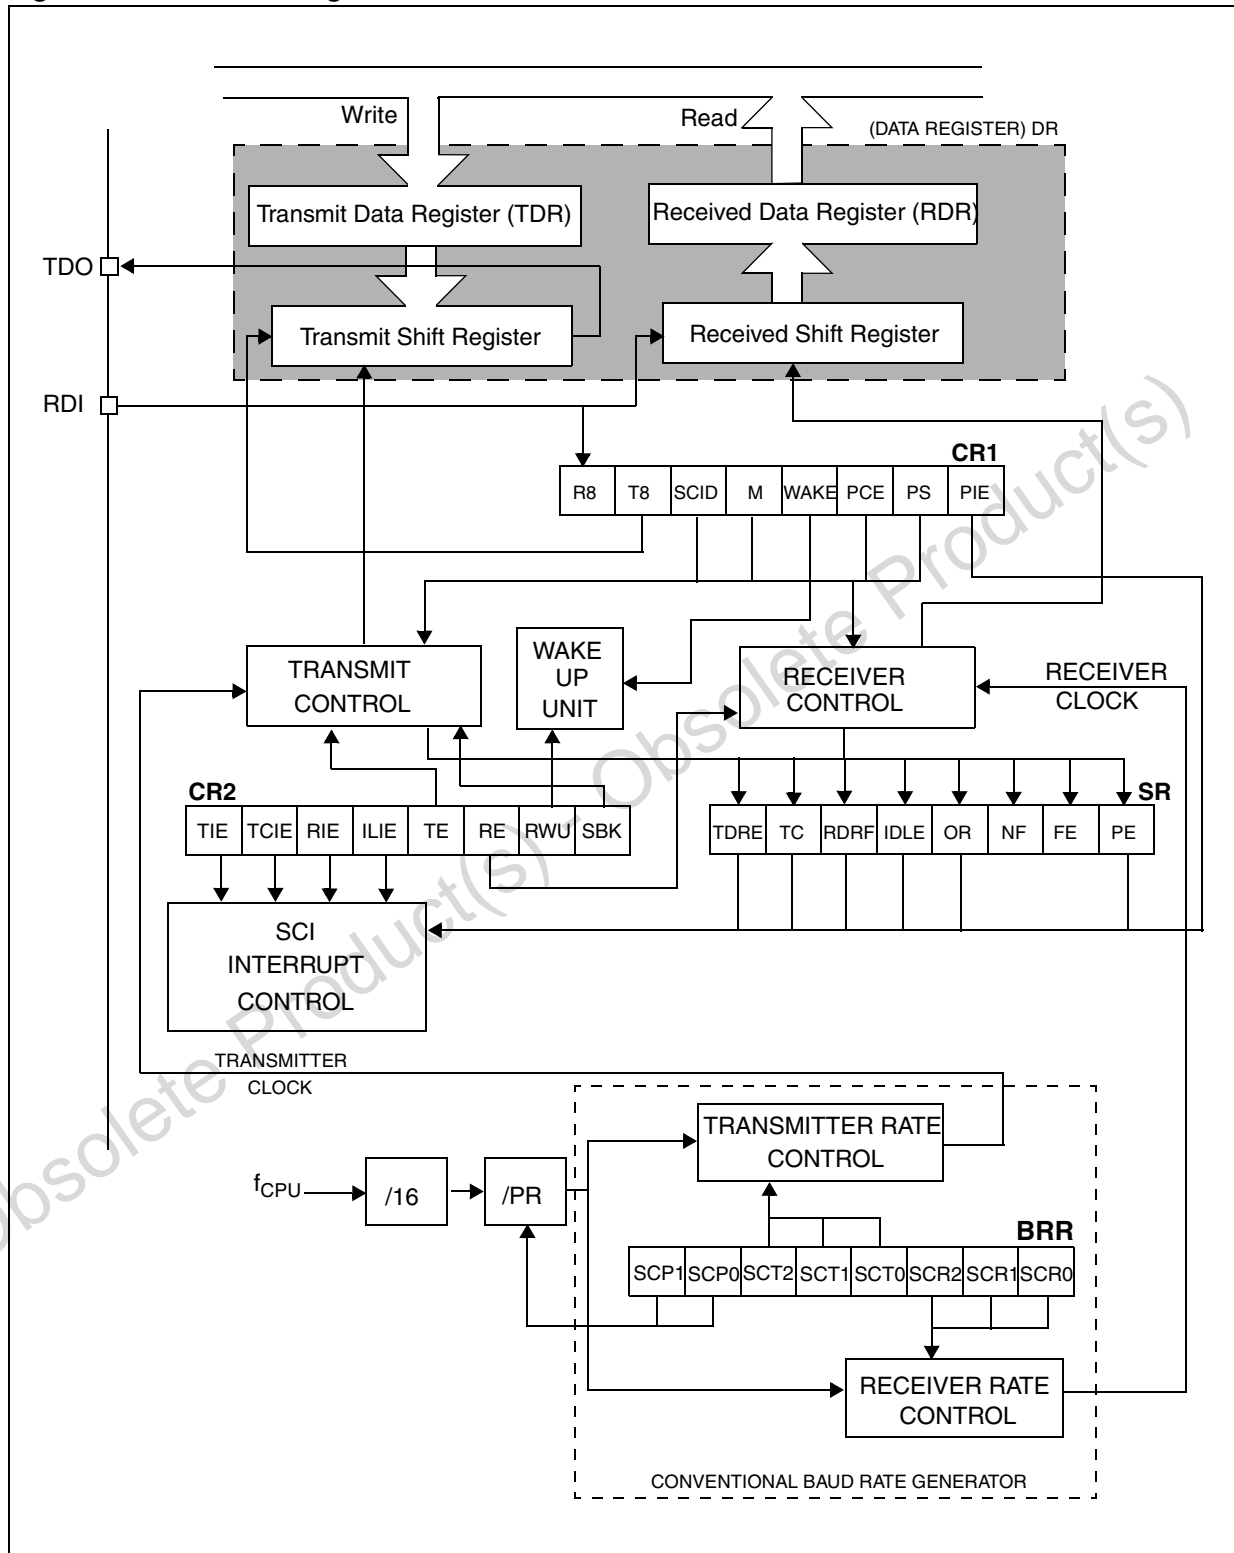 Write
Read
(DATA REGISTER) DR
Transmit Data Register (TDR)
Received Data Register (RDR)
TDO
Transmit Shift Register
Received Shift Register
RDI
CR1
R8 T8 SCID M WAKE PCE PS PIE
TRANSMIT
CONTROL
WAKE
UP
UNIT
RECEIVER
CONTROL
RECEIVER
CLOCK
CR2
TIE TCIE RIE ILIE TE RE RWU SBK
SR
TDRE TC RDRF IDLE OR NF FE PE
SCI
INTERRUPT
CONTROL
TRANSMITTER
CLOCK
TRANSMITTER RATE
CONTROL
fCPU
/16
/PR
BRR
SCP1 SCP0 SCT2 SCT1 SCT0 SCR2 SCR1 SCR0
RECEIVER RATE
CONTROL
CONVENTIONAL BAUD RATE GENERATOR
Obsolete Product(s) - Obsolete Product(s)